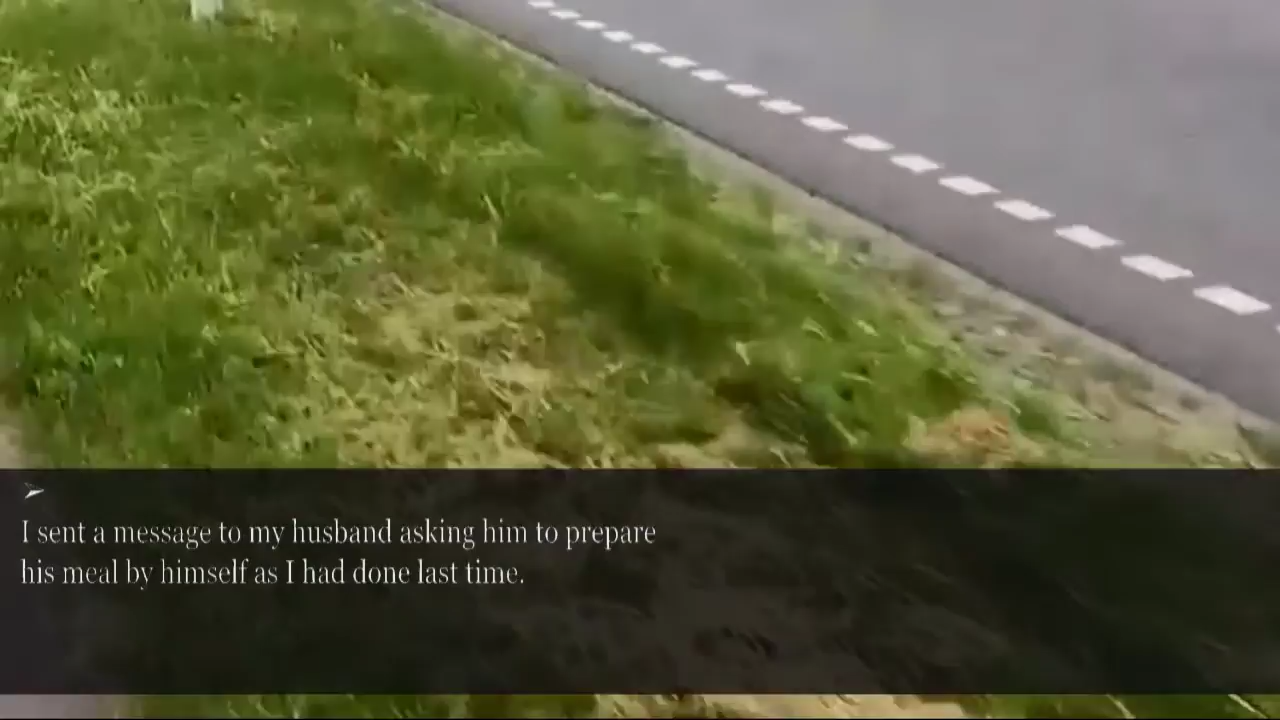 I sent a message to my husband asking him to prepare
his meal by himself as I had done last time.